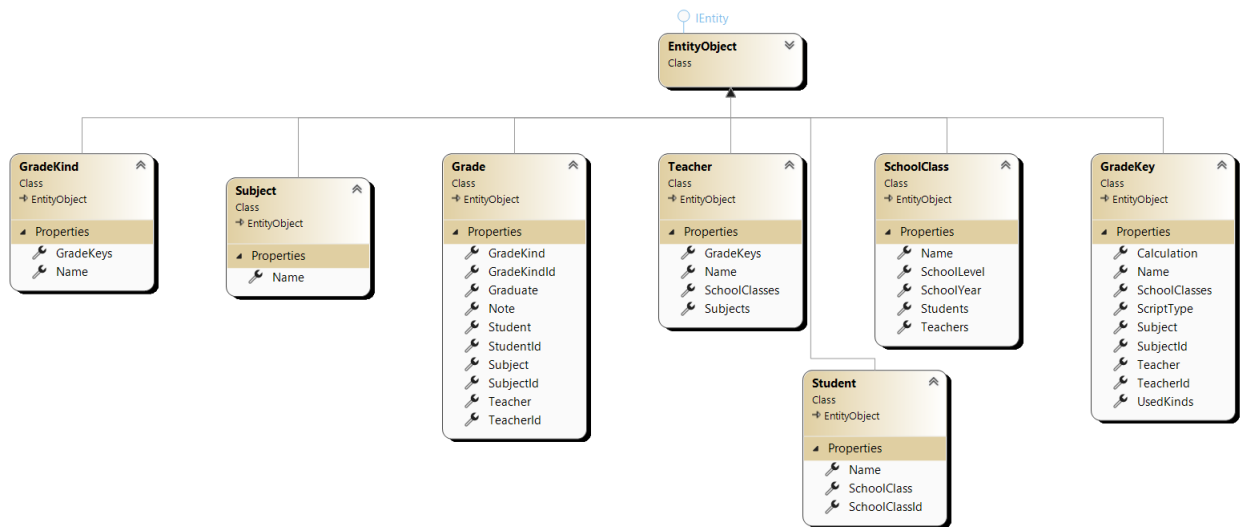 IEntity
EntityObject
Class
GradeKind
Class
EntityObject
Properties
GradeKeys
Name
Subject
Class
EntityObject
Properties
Name
Grade
Class
EntityObject
Properties
GradeKind
GradeKindId
Graduate
Note
Student
StudentId
Subject
SubjectId
Teacher
TeacherId
Teacher
Class
EntityObject
Properties
GradeKeys
Name
SchoolClasses
Subjects
SchoolClass
Class
EntityObject
Properties
Name
SchoolLevel
SchoolYear
Students
Teachers
GradeKey
Class
EntityObject
Properties
Calculation
Name
SchoolClasses
ScriptType
Subject
SubjectId
Teacher
TeacherId
UsedKinds
Student
Class
EntityObject
Properties
Name
SchoolClass
SchoolClassId